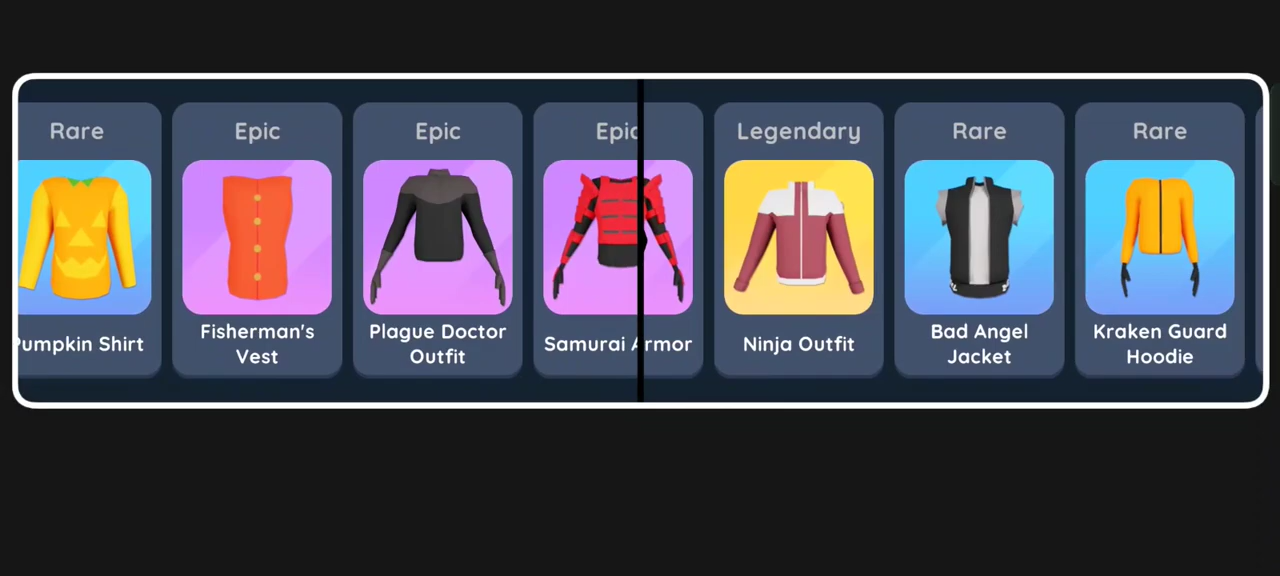 Rare
Epic
Epic
Epic
Legendary
Rare
Rare
Pumpkin Shirt
Fisherman's
Vest
Plague Doctor
Outfit
Samurai Armor
Ninja Outfit
Bad Angel
Jacket
Kraken Guard
Hoodie